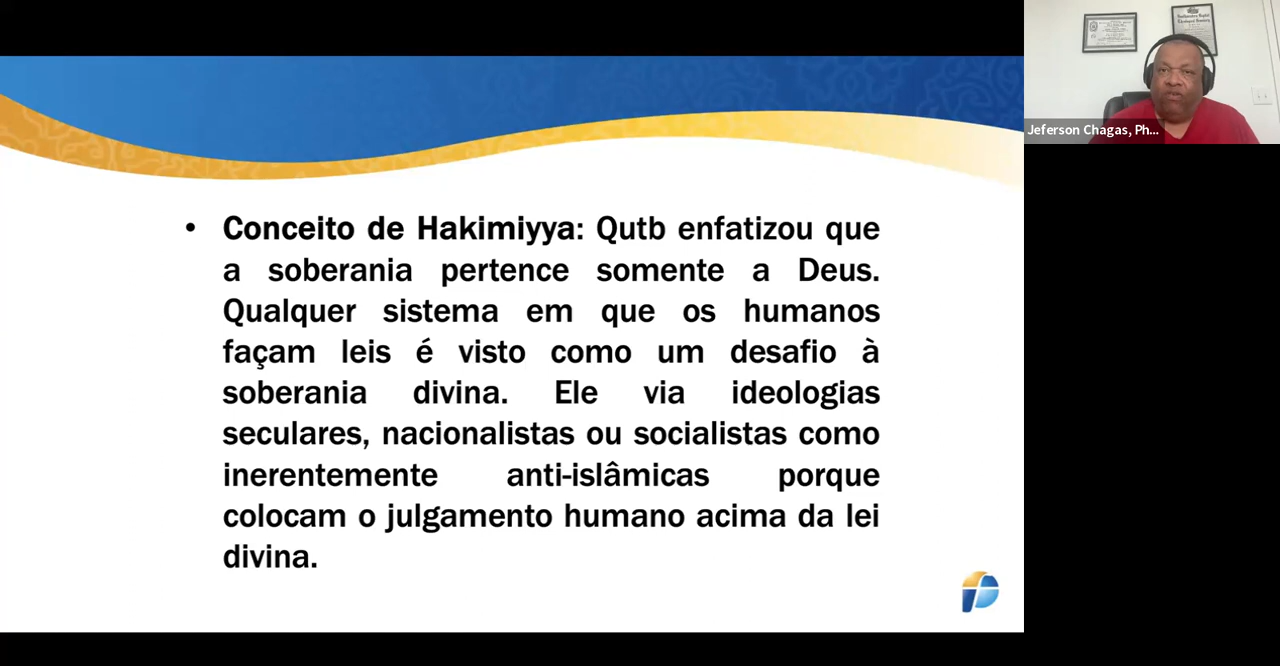 • Conceito de Hakimiyya: Qutb enfatizou que
a soberania pertence somente a Deus.
Qualquer sistema em que os humanos
façam leis é visto como um desafio à
soberania divina. Ele via ideologias
seculares, nacionalistas ou socialistas como
inerentemente anti-islâmicas porque
colocam o julgamento humano acima da lei
divina.
Jeferson Chagas, Ph...